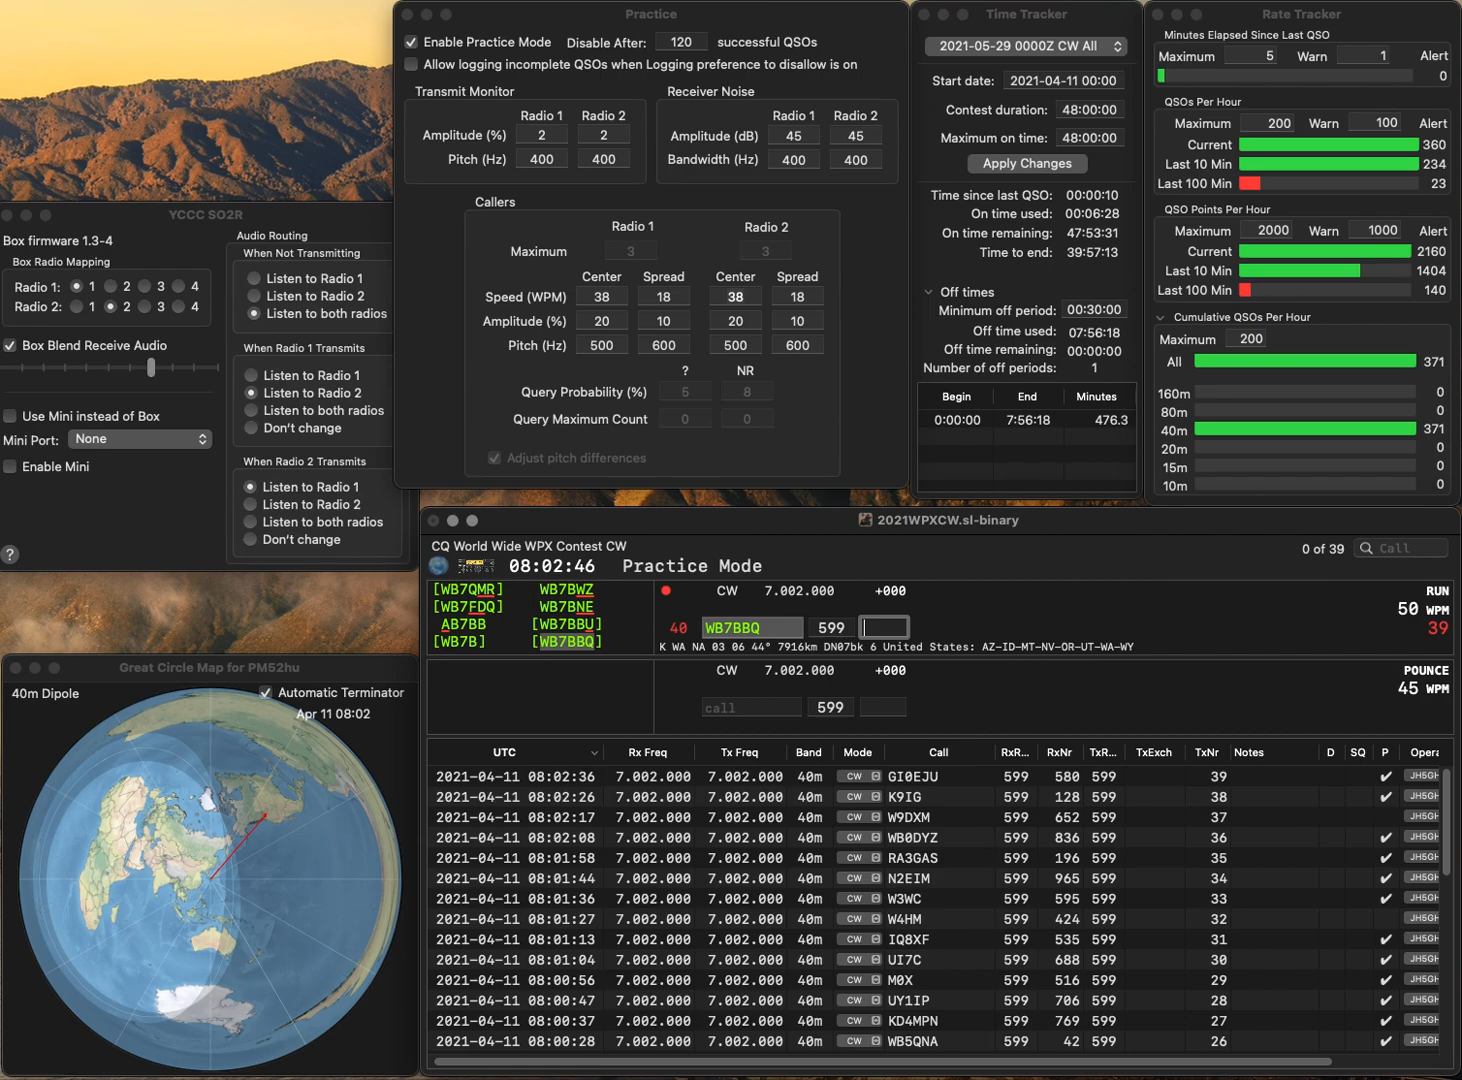 Practice
Enable Practice Mode Disable After: 120 successful QSOs
Allow logging incomplete QSOs when Logging preference to disallow is on
Transmit Monitor
Radio 1 Radio 2
Amplitude (%) 2 2
Pitch (Hz) 400 400
Receiver Noise
Radio 1 Radio 2
Amplitude (dB) 45 45
Bandwidth (Hz) 400 400
Callers
Radio 1 Radio 2
Maximum 3 3
Center Spread Center Spread
Speed (WPM) 38 18 38 18
Amplitude (%) 20 10 20 10
Pitch (Hz) 500 600 500 600
? NR
Query Probability (%) 5 8
Query Maximum Count 0 0
Adjust pitch differences
Time Tracker
2021-05-29 0000Z CW All
Start date: 2021-04-11 00:00
Contest duration: 48:00:00
Maximum on time: 48:00:00
Apply Changes
Time since last QSO: 00:00:10
On time used: 00:06:28
On time remaining: 47:53:31
Time to end: 39:57:13
Off times
Minimum off period: 00:30:00
Off time used: 07:56:18
Off time remaining: 00:00:00
Number of off periods: 1
Begin End Minutes
0:00:00 7:56:18 476.3
Rate Tracker
Minutes Elapsed Since Last QSO
Maximum 5 Warn 1 Alert
0
QSOs Per Hour
Maximum 200 Warn 100 Alert
Current 360
Last 10 Min 234
Last 100 Min 23
QSO Points Per Hour
Maximum 2000 Warn 1000 Alert
Current 2160
Last 10 Min 1404
Last 100 Min 140
Cumulative QSOs Per Hour
Maximum 200
All 371
160m 0
80m 0
40m 371
20m 0
15m 0
10m 0
YCCC SO2R
Box firmware 1.3-4
Box Radio Mapping
Radio 1: 1 2 3 4
Radio 2: 1 2 3 4
Box Blend Receive Audio
Use Mini instead of Box
Mini Port: None
Enable Mini
?
Audio Routing
When Not Transmitting
Listen to Radio 1
Listen to Radio 2
Listen to both radios
When Radio 1 Transmits
Listen to Radio 1
Listen to Radio 2
Listen to both radios
Don't change
When Radio 2 Transmits
Listen to Radio 1
Listen to Radio 2
Listen to both radios
Don't change
Great Circle Map for PM52hu
40m Dipole Automatic Terminator
Apr 11 08:02
2021WPXCW.sl-binary
CQ World Wide WPX Contest CW 0 of 39 Call
08:02:46 Practice Mode
[WB7QMR] WB7BWZ
[WB7FDQ] WB7BNE
AB7BB [WB7BBU]
[WB7B] [WB7BBQ]
CW 7.002.000 +000 RUN
50 WPM
40 WB7BBQ 599 39
K WA NA 03 06 44° 7916km DN07bk 6 United States: AZ-ID-MT-NV-OR-UT-WA-WY
CW 7.002.000 +000 POUNCE
45 WPM
call 599
UTC Rx Freq Tx Freq Band Mode Call RxR... RxNr TxR... TxExch TxNr Notes D SQ P Opera
2021-04-11 08:02:36 7.002.000 7.002.000 40m CW GI0EJU 599 580 599 39 ✔ JH5GH
2021-04-11 08:02:26 7.002.000 7.002.000 40m CW K9IG 599 128 599 38 ✔ JH5GH
2021-04-11 08:02:17 7.002.000 7.002.000 40m CW W9DXM 599 652 599 37 JH5GH
2021-04-11 08:02:08 7.002.000 7.002.000 40m CW WB0DYZ 599 836 599 36 ✔ JH5GH
2021-04-11 08:01:58 7.002.000 7.002.000 40m CW RA3GAS 599 196 599 35 ✔ JH5GH
2021-04-11 08:01:44 7.002.000 7.002.000 40m CW N2EIM 599 965 599 34 ✔ JH5GH
2021-04-11 08:01:36 7.002.000 7.002.000 40m CW W3WC 599 595 599 33 ✔ JH5GH
2021-04-11 08:01:27 7.002.000 7.002.000 40m CW W4HM 599 424 599 32 JH5GH
2021-04-11 08:01:13 7.002.000 7.002.000 40m CW IQ8XF 599 535 599 31 ✔ JH5GH
2021-04-11 08:01:04 7.002.000 7.002.000 40m CW UI7C 599 688 599 30 ✔ JH5GH
2021-04-11 08:00:56 7.002.000 7.002.000 40m CW M0X 599 516 599 29 ✔ JH5GH
2021-04-11 08:00:47 7.002.000 7.002.000 40m CW UY1IP 599 706 599 28 ✔ JH5GH
2021-04-11 08:00:37 7.002.000 7.002.000 40m CW KD4MPN 599 769 599 27 ✔ JH5GH
2021-04-11 08:00:28 7.002.000 7.002.000 40m CW WB5QNA 599 42 599 26 ✔ JH5GH